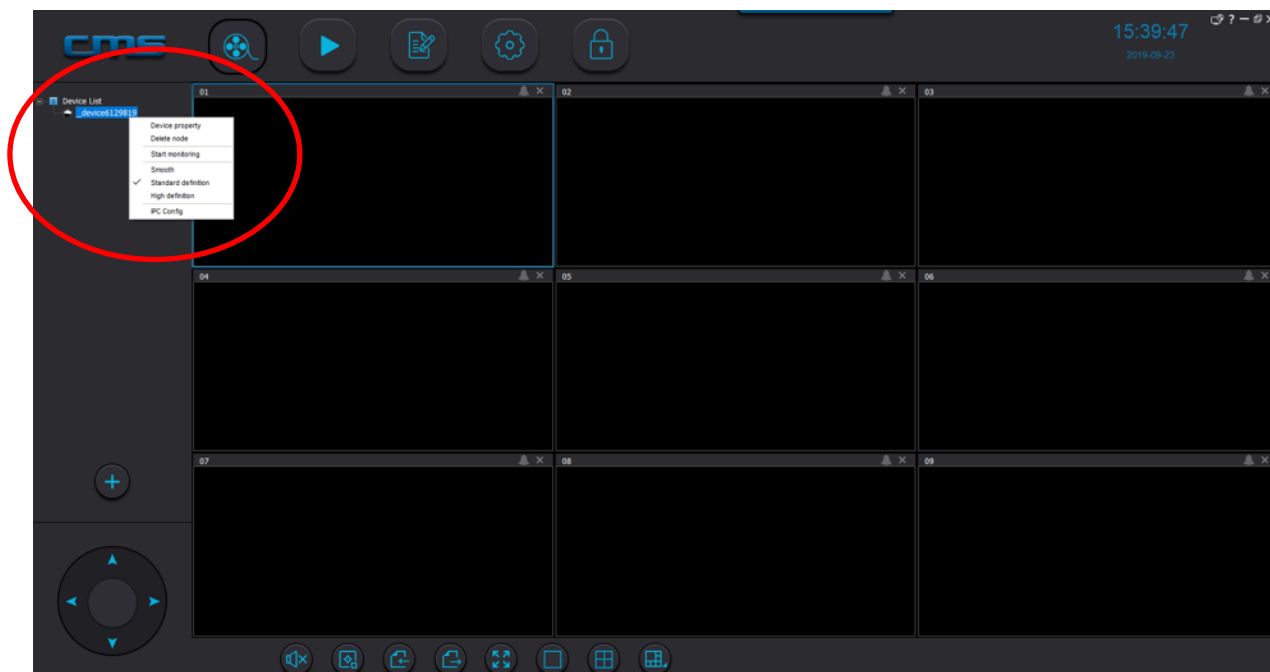 cms
15:39:47
2019-09-23
Device List
_device6129819
Device property
Delete node
Start monitoring
Smooth
Standard definition
High definition
IPC Config
01
02
03
04
05
06
07
08
09